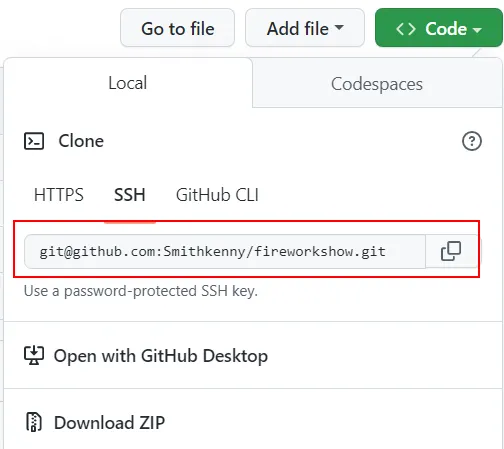 Go to file Add file Code
Local Codespaces
Clone
HTTPS SSH GitHub CLI
git@github.com:Smithkenny/fireworkshow.git
Use a password-protected SSH key.
Open with GitHub Desktop
Download ZIP